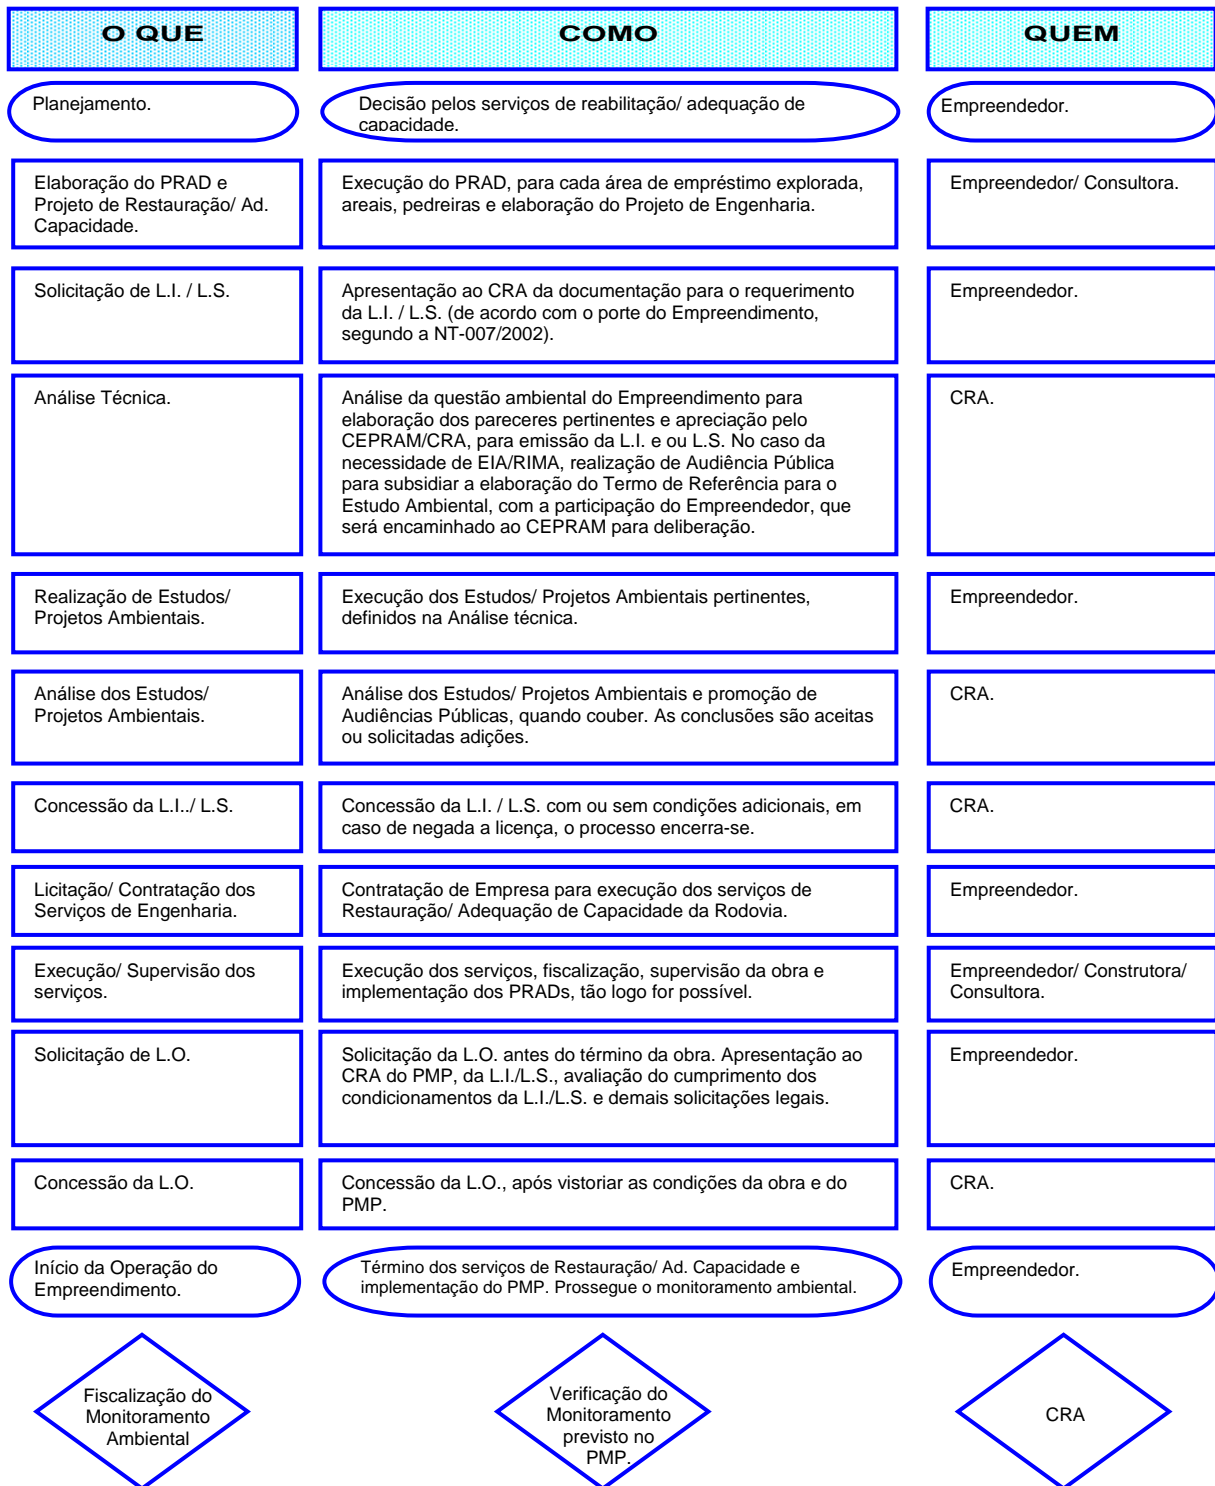 O QUE
COMO
QUEM
Planejamento.
Decisão pelos serviços de reabilitação/ adequação de
capacidade.
Empreendedor.
Elaboração do PRAD e
Projeto de Restauração/ Ad.
Capacidade.
Execução do PRAD, para cada área de empréstimo explorada,
areais, pedreiras e elaboração do Projeto de Engenharia.
Empreendedor/ Consultora.
Solicitação de L.I. / L.S.
Apresentação ao CRA da documentação para o requerimento
da L.I. / L.S. (de acordo com o porte do Empreendimento,
segundo a NT-007/2002).
Empreendedor.
Análise Técnica.
Análise da questão ambiental do Empreendimento para
elaboração dos pareceres pertinentes e apreciação pelo
CEPRAM/CRA, para emissão da L.I. e ou L.S. No caso da
necessidade de EIA/RIMA, realização de Audiência Pública
para subsidiar a elaboração do Termo de Referência para o
Estudo Ambiental, com a participação do Empreendedor, que
será encaminhado ao CEPRAM para deliberação.
CRA.
Realização de Estudos/
Projetos Ambientais.
Execução dos Estudos/ Projetos Ambientais pertinentes,
definidos na Análise técnica.
Empreendedor.
Análise dos Estudos/
Projetos Ambientais.
Análise dos Estudos/ Projetos Ambientais e promoção de
Audiências Públicas, quando couber. As conclusões são aceitas
ou solicitadas adições.
CRA.
Concessão da L.I../ L.S.
Concessão da L.I. / L.S. com ou sem condições adicionais, em
caso de negada a licença, o processo encerra-se.
CRA.
Licitação/ Contratação dos
Serviços de Engenharia.
Contratação de Empresa para execução dos serviços de
Restauração/ Adequação de Capacidade da Rodovia.
Empreendedor.
Execução/ Supervisão dos
serviços.
Execução dos serviços, fiscalização, supervisão da obra e
implementação dos PRADs, tão logo for possível.
Empreendedor/ Construtora/
Consultora.
Solicitação de L.O.
Solicitação da L.O. antes do término da obra. Apresentação ao
CRA do PMP, da L.I./L.S., avaliação do cumprimento dos
condicionamentos da L.I./L.S. e demais solicitações legais.
Empreendedor.
Concessão da L.O.
Concessão da L.O., após vistoriar as condições da obra e do
PMP.
CRA.
Início da Operação do
Empreendimento.
Término dos serviços de Restauração/ Ad. Capacidade e
implementação do PMP. Prossegue o monitoramento ambiental.
Empreendedor.
Fiscalização do
Monitoramento
Ambiental
Verificação do
Monitoramento
previsto no
PMP.
CRA